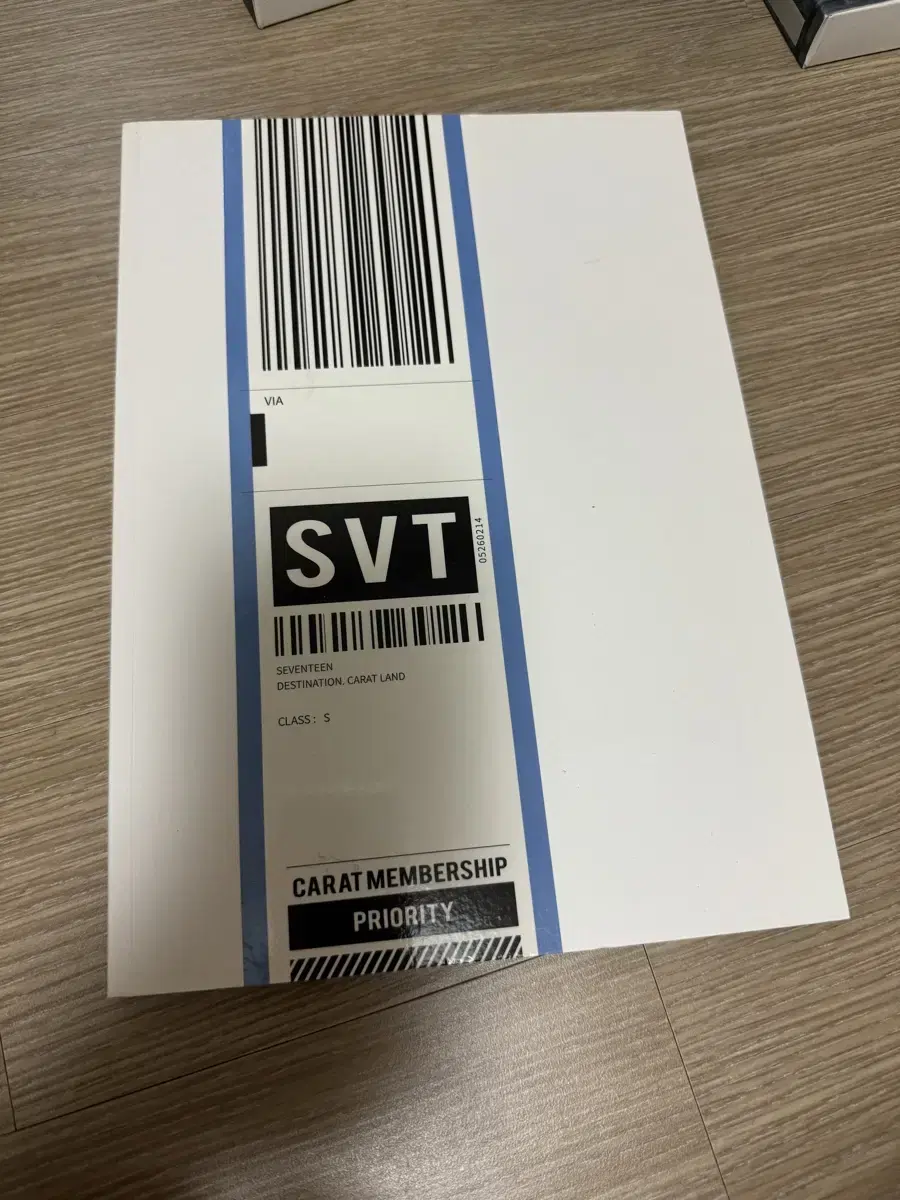 VIA
SVT
05260214
SEVENTEEN
DESTINATION. CARAT LAND
CLASS : S
CARAT MEMBERSHIP
PRIORITY